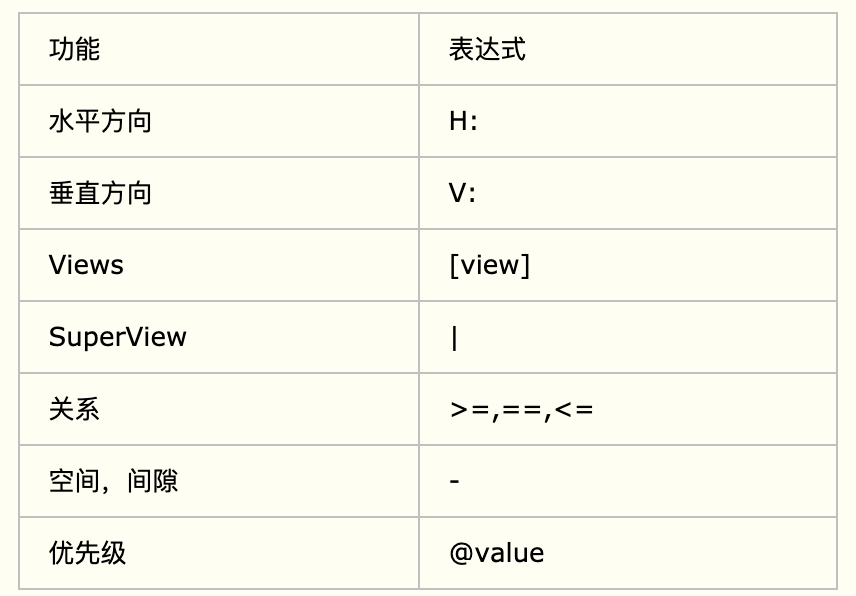 功能 表达式
水平方向 H:
垂直方向 V:
Views [view]
SuperView |
关系 >=,==,<=
空间，间隙 -
优先级 @value